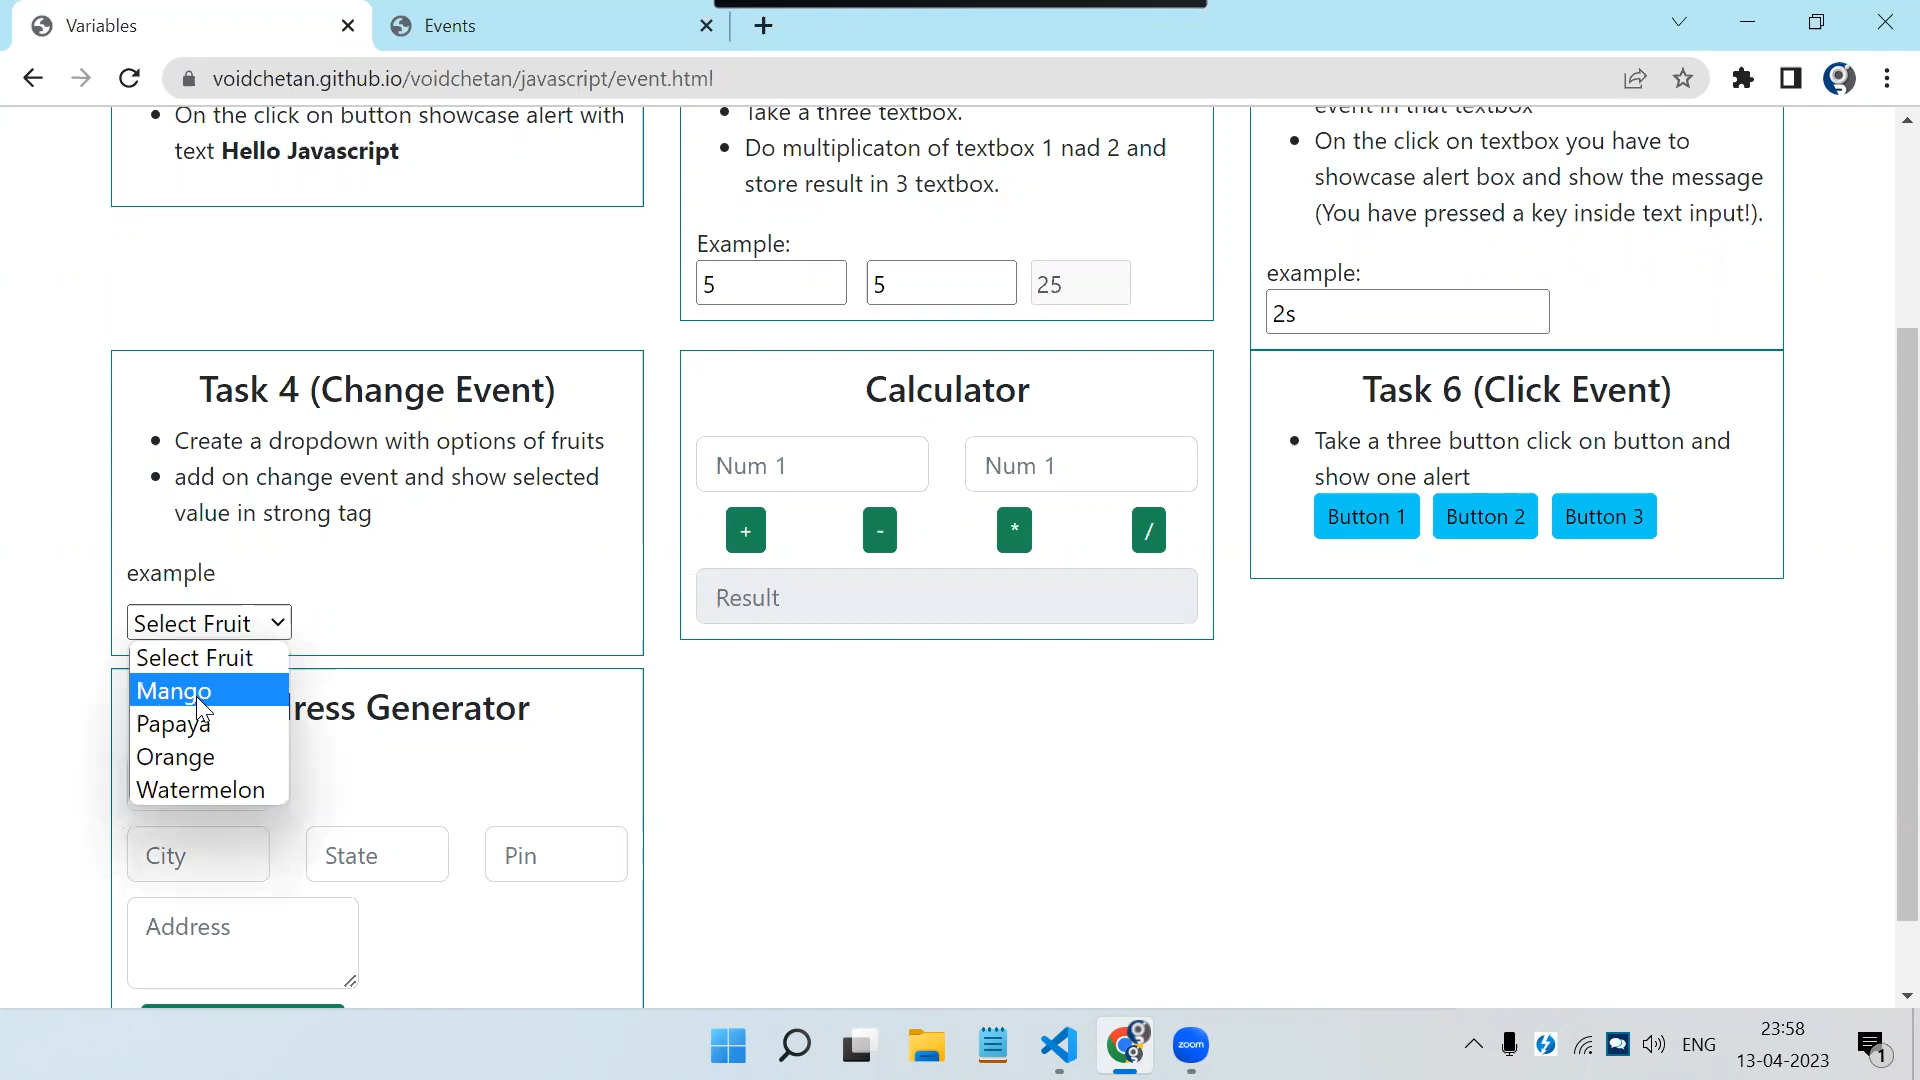 Variables
Events
voidchetan.github.io/voidchetan/javascript/event.html
On the click on button showcase alert with
text Hello Javascript
Take a three textbox.
Do multiplicaton of textbox 1 nad 2 and
store result in 3 textbox.
Example:
5
5
25
event in that textbox
On the click on textbox you have to
showcase alert box and show the message
(You have pressed a key inside text input!).
example:
2s
Task 4 (Change Event)
Create a dropdown with options of fruits
add on change event and show selected
value in strong tag
example
Select Fruit
Select Fruit
Mango
Papaya
Orange
Watermelon
Calculator
Num 1
Num 1
+
-
*
/
Result
Task 6 (Click Event)
Take a three button click on button and
show one alert
Button 1
Button 2
Button 3
ress Generator
City
State
Pin
Address
zoom
ENG
23:58
13-04-2023
1